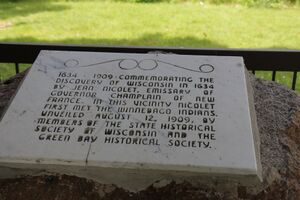 1634 - 1909 - COMMEMORATING THE
DISCOVERY OF WISCONSIN IN 1634
BY JEAN NICOLET, EMISSARY OF
GOVERNOR CHAMPLAIN OF NEW
FRANCE. IN THIS VICINITY NICOLET
FIRST MET THE WINNEBAGO INDIANS.
UNVEILED AUGUST 12, 1909, BY
MEMBERS OF THE STATE HISTORICAL
SOCIETY OF WISCONSIN AND THE
GREEN BAY HISTORICAL SOCIETY.